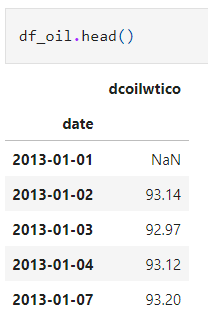 df_oil.head()
dcoilwtico
date
2013-01-01 NaN
2013-01-02 93.14
2013-01-03 92.97
2013-01-04 93.12
2013-01-07 93.20